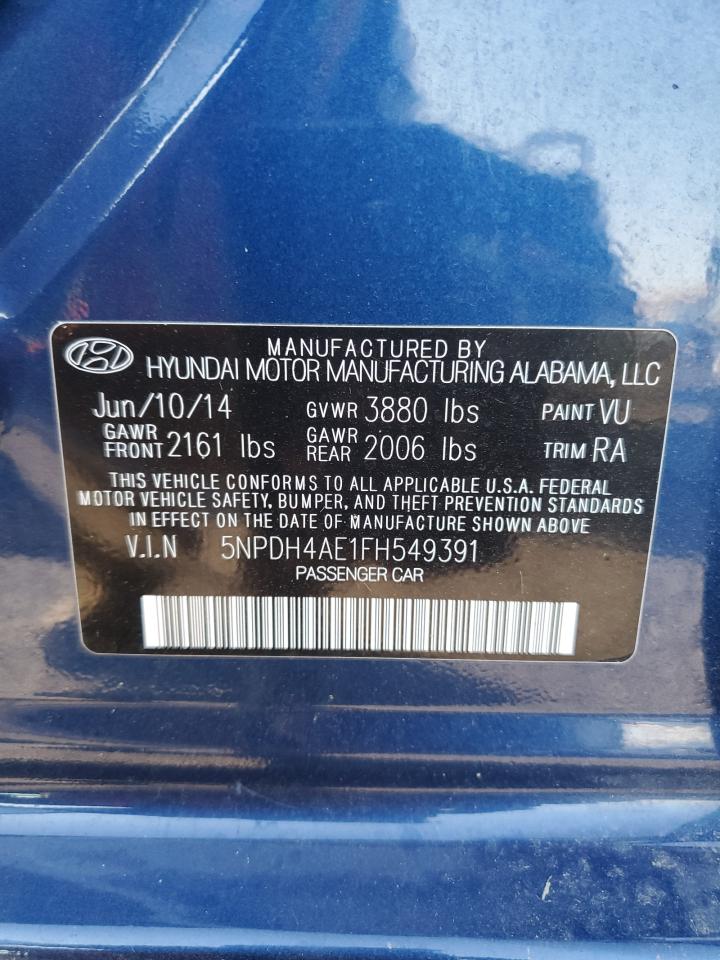 MANUFACTURED BY
HYUNDAI MOTOR MANUFACTURING ALABAMA, LLC
Jun/10/14 GVWR 3880 lbs PAINT VU
GAWR FRONT 2161 lbs GAWR REAR 2006 lbs TRIM RA
THIS VEHICLE CONFORMS TO ALL APPLICABLE U.S.A. FEDERAL
MOTOR VEHICLE SAFETY, BUMPER, AND THEFT PREVENTION STANDARDS
IN EFFECT ON THE DATE OF MANUFACTURE SHOWN ABOVE
V.I.N 5NPDH4AE1FH549391
PASSENGER CAR